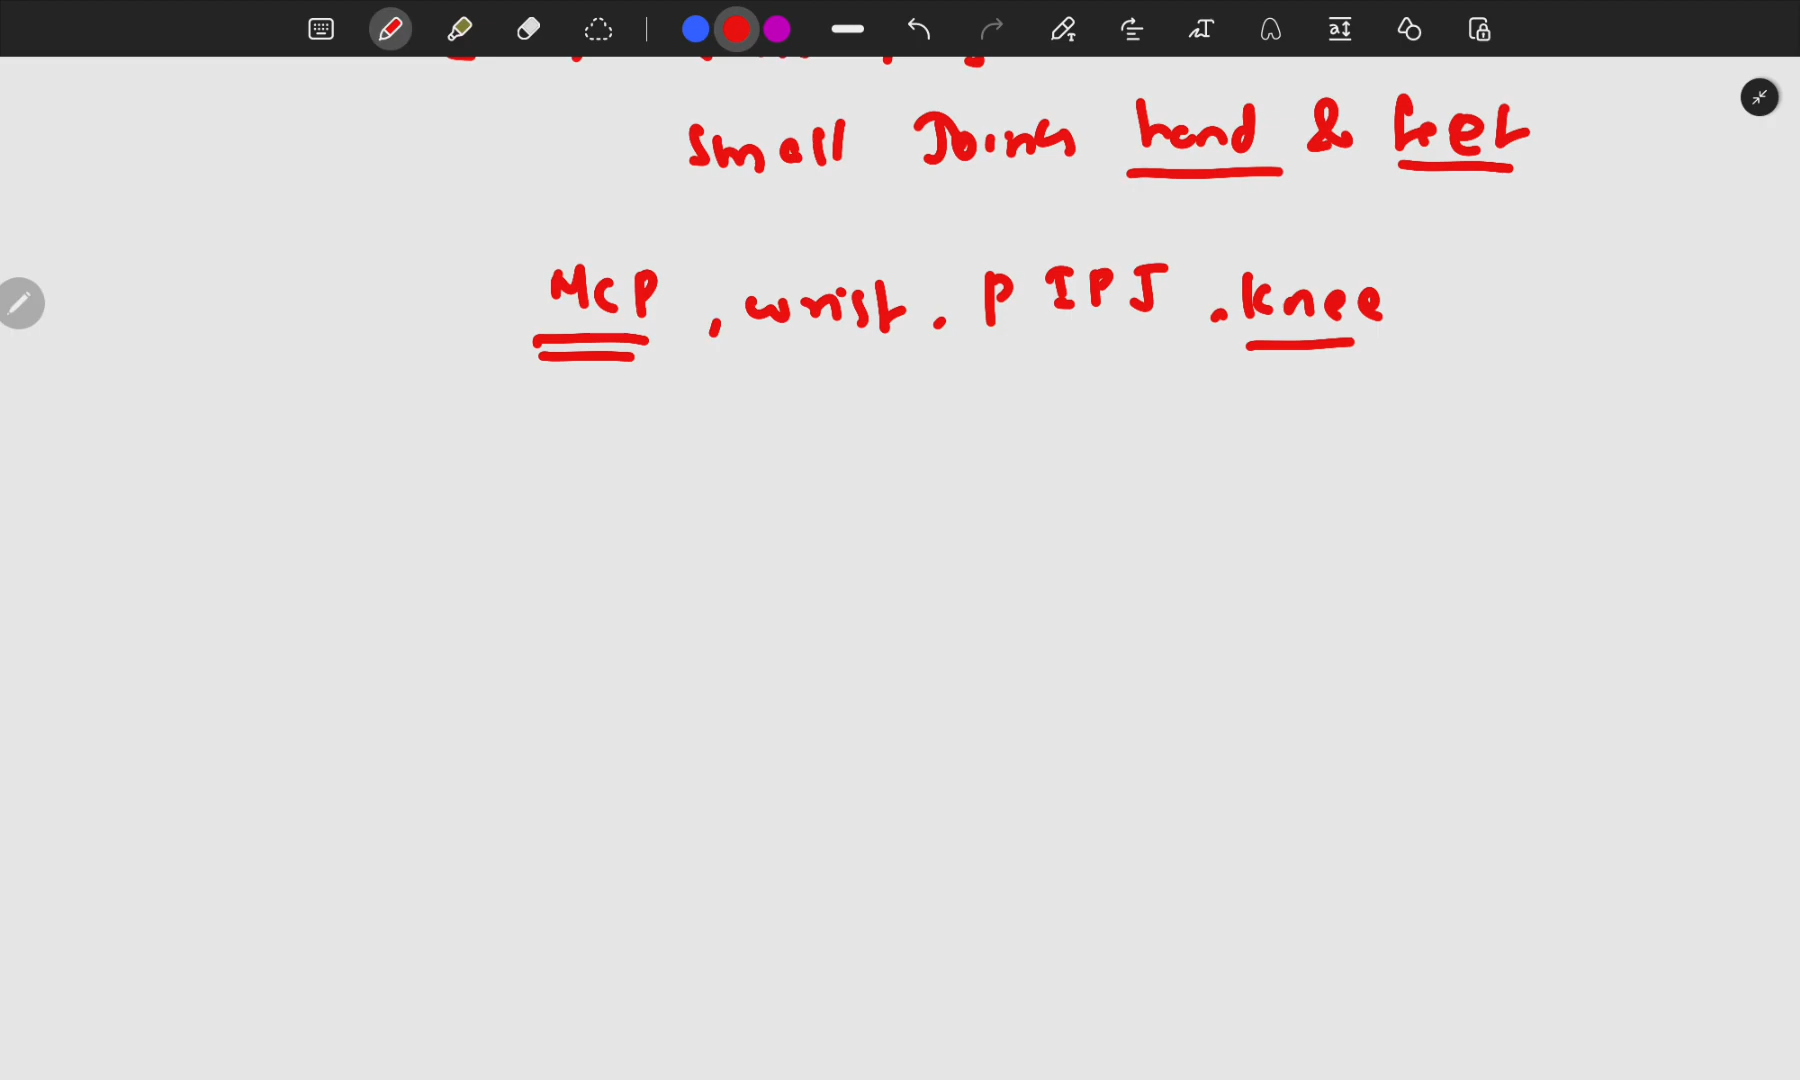 small Joints hand & feet
MCP, wrist, PIPJ, knee